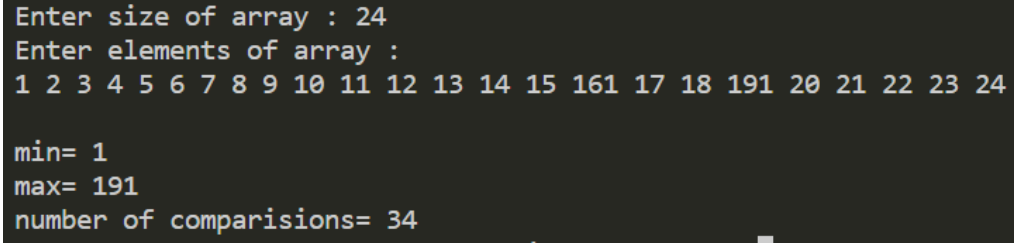 Enter size of array : 24
Enter elements of array :
1 2 3 4 5 6 7 8 9 10 11 12 13 14 15 161 17 18 191 20 21 22 23 24
min= 1
max= 191
number of comparisions= 34